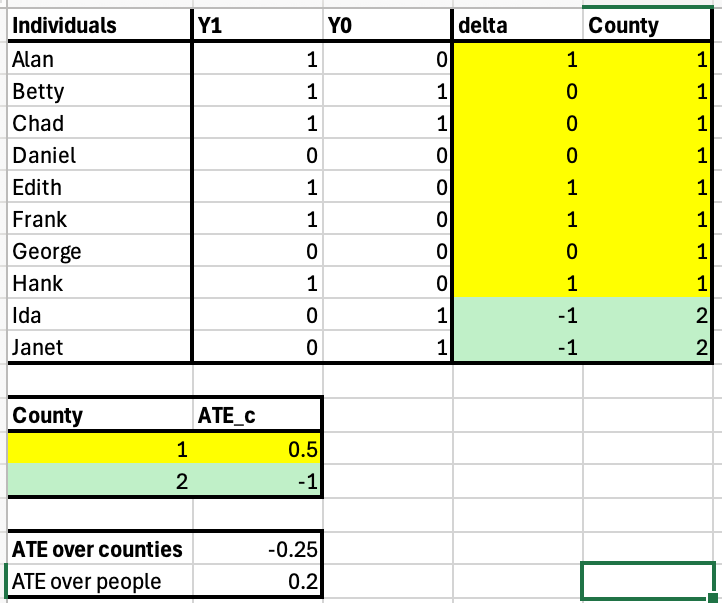 Individuals Y1 Y0 delta County
Alan 1 0 1 1
Betty 1 1 0 1
Chad 1 1 0 1
Daniel 0 0 0 1
Edith 1 0 1 1
Frank 1 0 1 1
George 0 0 0 1
Hank 1 0 1 1
Ida 0 1 -1 2
Janet 0 1 -1 2
County ATE_c
1 0.5
2 -1
ATE over counties -0.25
ATE over people 0.2